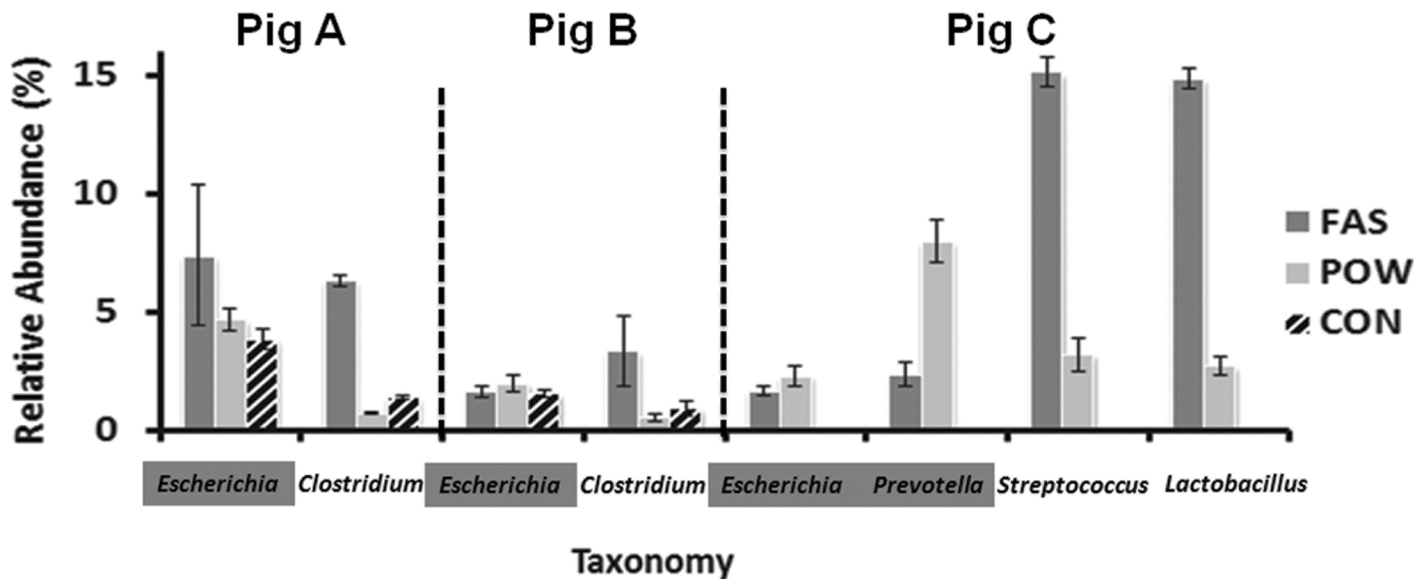 Pig A Pig B Pig C
Relative Abundance (%)
15
10
5
0
FAS
POW
CON
Escherichia Clostridium Escherichia Clostridium Escherichia Prevotella Streptococcus Lactobacillus
Taxonomy